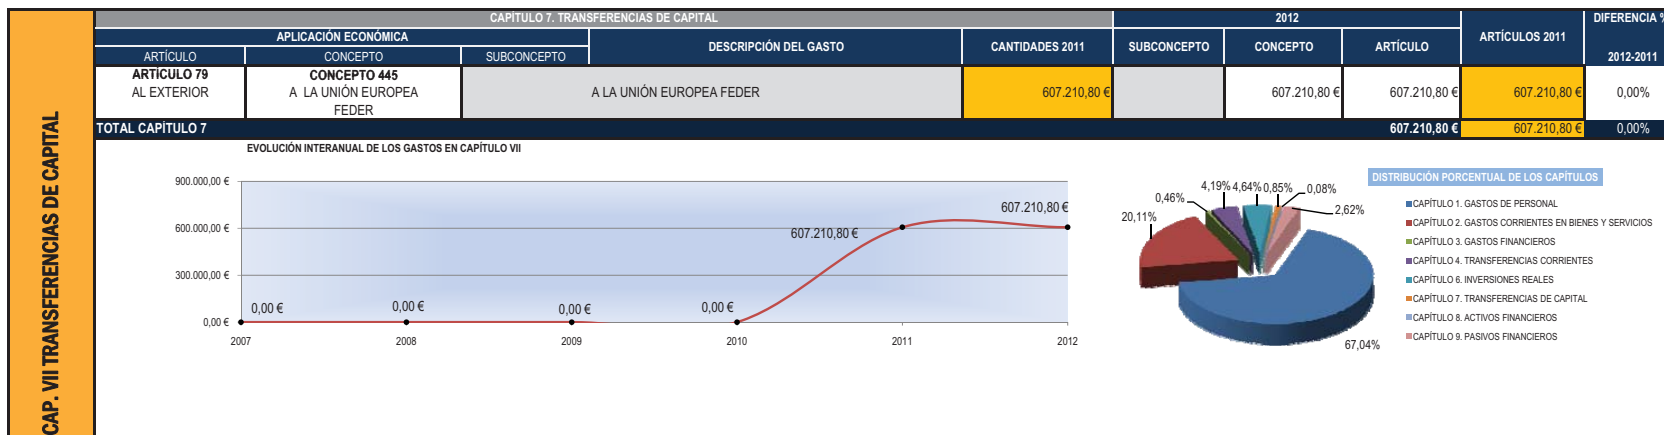 CAP. VII TRANSFERENCIAS DE CAPITAL
CAPÍTULO 7. TRANSFERENCIAS DE CAPITAL 2012 ARTÍCULOS 2011 DIFERENCIA %
APLICACIÓN ECONÓMICA DESCRIPCIÓN DEL GASTO CANTIDADES 2011 SUBCONCEPTO CONCEPTO ARTÍCULO
ARTÍCULO CONCEPTO SUBCONCEPTO 2012-2011
ARTÍCULO 79 CONCEPTO 445
AL EXTERIOR A LA UNIÓN EUROPEA A LA UNIÓN EUROPEA FEDER 607.210,80 € 607.210,80 € 607.210,80 € 607.210,80 € 0,00%
FEDER
TOTAL CAPÍTULO 7 607.210,80 € 607.210,80 € 0,00%
EVOLUCIÓN INTERANUAL DE LOS GASTOS EN CAPÍTULO VII
900.000,00 €
600.000,00 €
300.000,00 €
0,00 €
0,00 € 0,00 € 0,00 € 0,00 € 607.210,80 € 607.210,80 €
2007 2008 2009 2010 2011 2012
DISTRIBUCIÓN PORCENTUAL DE LOS CAPÍTULOS
20,11% 0,46% 4,19% 4,64% 0,85% 0,08% 2,62%
67,04%
CAPÍTULO 1. GASTOS DE PERSONAL
CAPÍTULO 2. GASTOS CORRIENTES EN BIENES Y SERVICIOS
CAPÍTULO 3. GASTOS FINANCIEROS
CAPÍTULO 4. TRANSFERENCIAS CORRIENTES
CAPÍTULO 6. INVERSIONES REALES
CAPÍTULO 7. TRANSFERENCIAS DE CAPITAL
CAPÍTULO 8. ACTIVOS FINANCIEROS
CAPÍTULO 9. PASIVOS FINANCIEROS